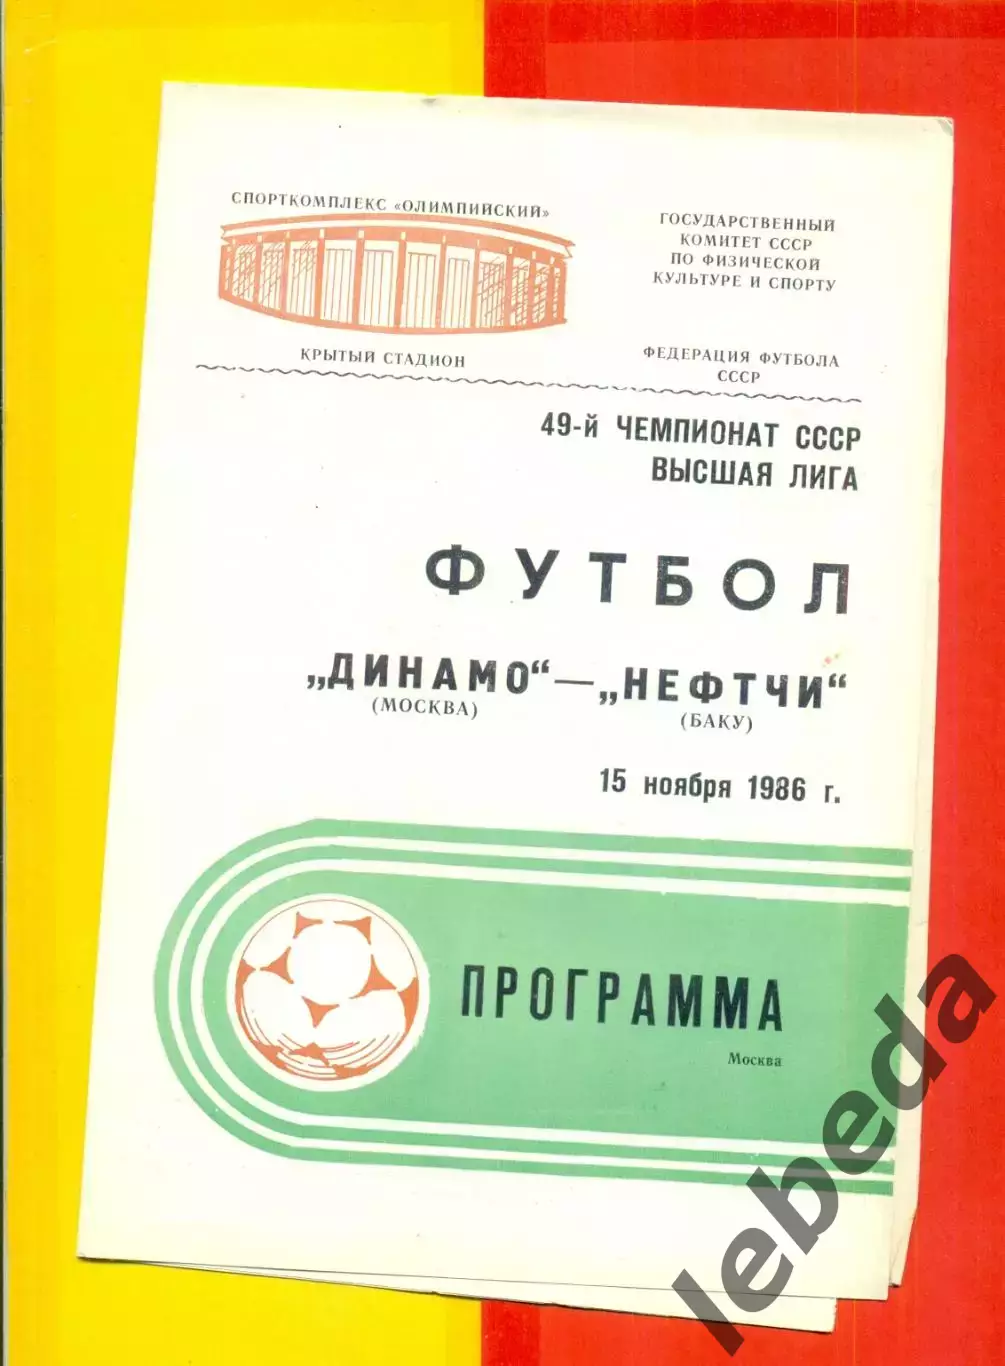 СПОРТКОМПЛЕКС «ОЛИМПИЙСКИЙ»
КРЫТЫЙ СТАДИОН
ГОСУДАРСТВЕННЫЙ
КОМИТЕТ СССР
ПО ФИЗИЧЕСКОЙ
КУЛЬТУРЕ И СПОРТУ
ФЕДЕРАЦИЯ ФУТБОЛА
СССР
49-й ЧЕМПИОНАТ СССР
ВЫСШАЯ ЛИГА
ФУТБОЛ
„ДИНАМО“ — „НЕФТЧИ“
(МОСКВА) (БАКУ)
15 ноября 1986 г.
ПРОГРАММА
Москва
lebeda